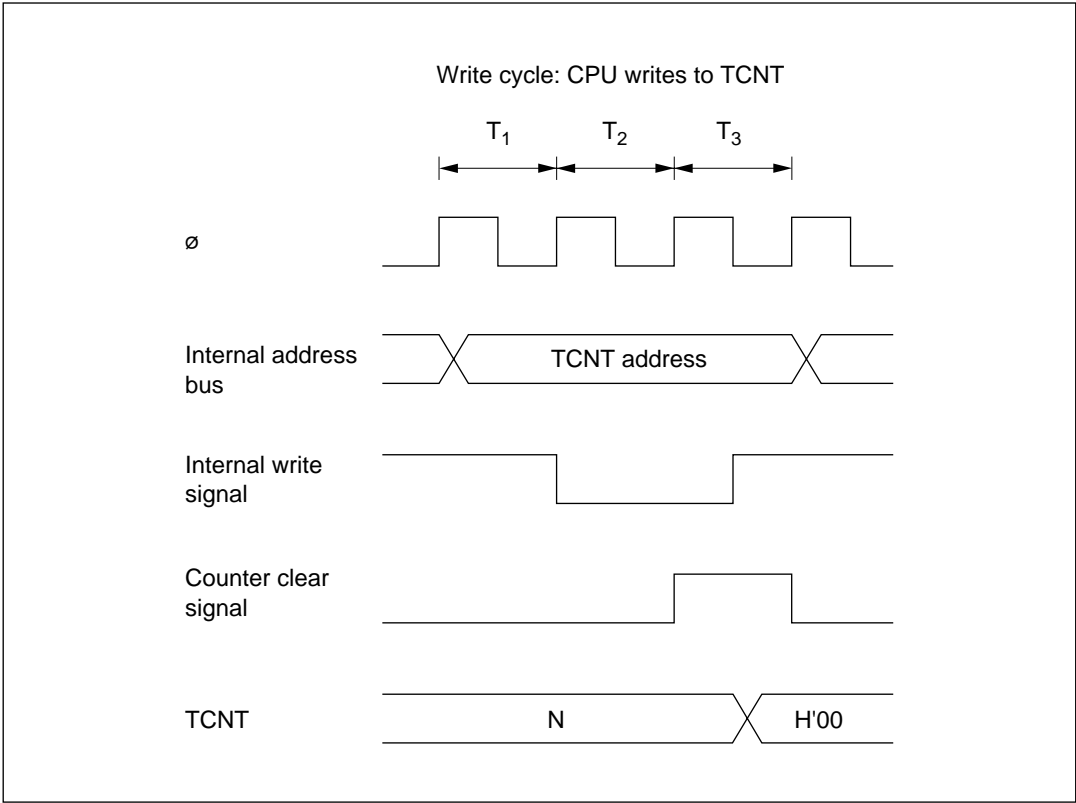 Write cycle: CPU writes to TCNT
T1 T2 T3
ø
Internal address
bus
TCNT address
Internal write
signal
Counter clear
signal
TCNT
N
H'00